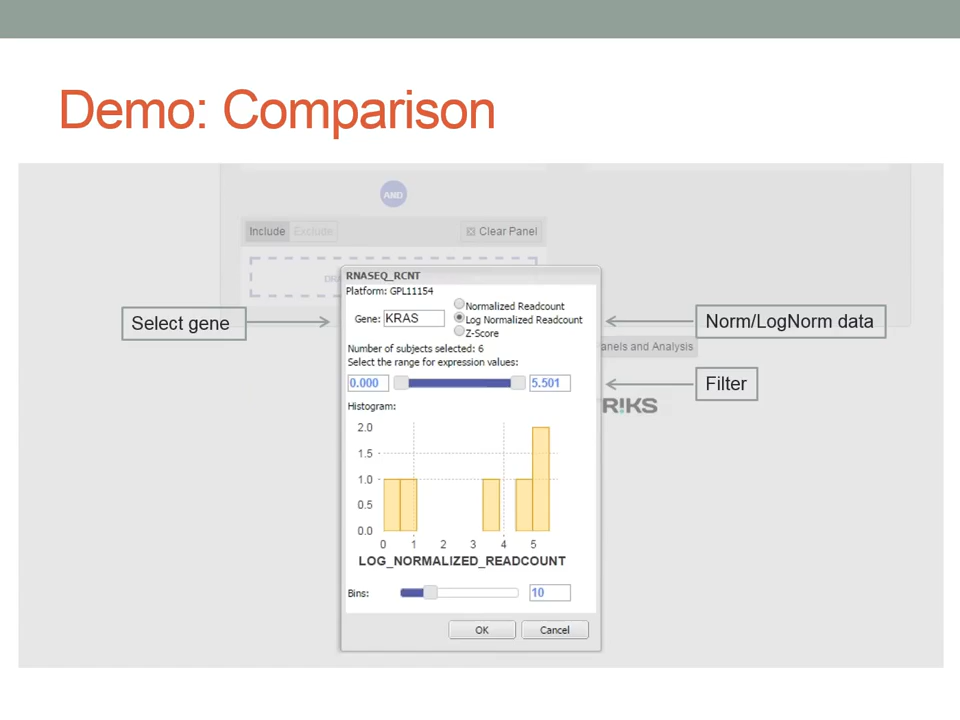 Demo: Comparison
AND
Include Exclude
Clear Panel
RNASEQ_RCNT
Platform: GPL11154
Normalized Readcount
Gene: KRAS
Log Normalized Readcount
Z-Score
Select gene
Norm/LogNorm data
Number of subjects selected: 6
Select the range for expression values:
anels and Analysis
0.000 5.501
Filter
Histogram:
TRIKS
2.0
1.5
1.0
0.5
0.0
0 1 2 3 4 5
LOG_NORMALIZED_READCOUNT
Bins: 10
OK Cancel